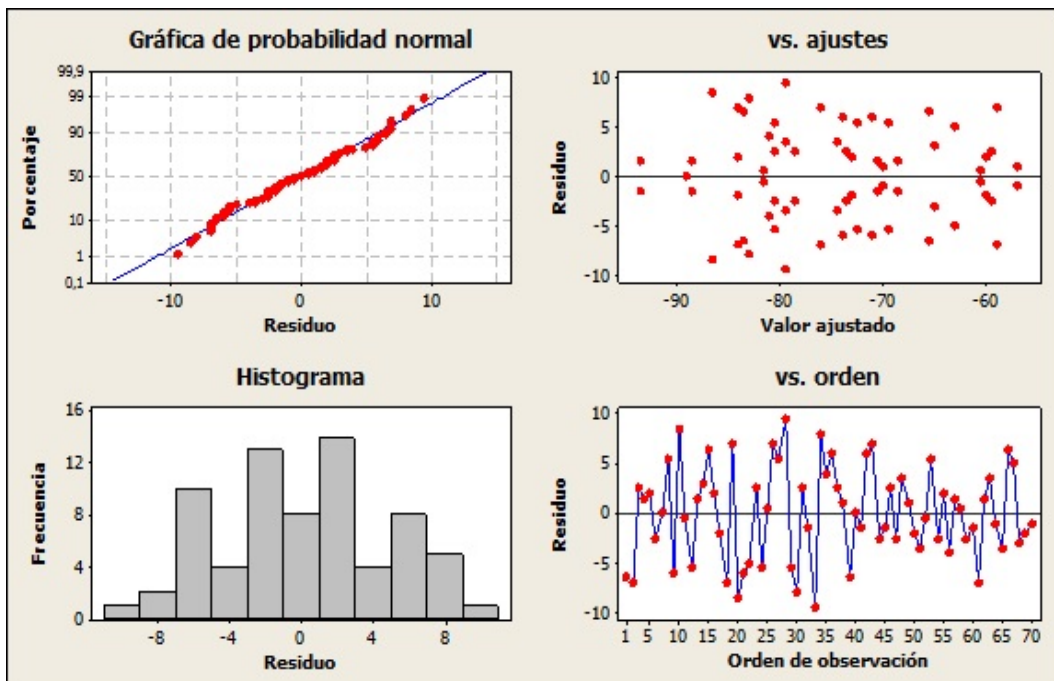 Gráfica de probabilidad normal
99,9
99
90
50
10
1
0,1
Porcentaje
-10 0 10
Residuo
vs. ajustes
10
5
0
-5
-10
Residuo
-90 -80 -70 -60
Valor ajustado
Histograma
16
12
8
4
0
Frecuencia
-8 -4 0 4 8
Residuo
vs. orden
10
5
0
-5
-10
Residuo
1 5 10 15 20 25 30 35 40 45 50 55 60 65 70
Orden de observación